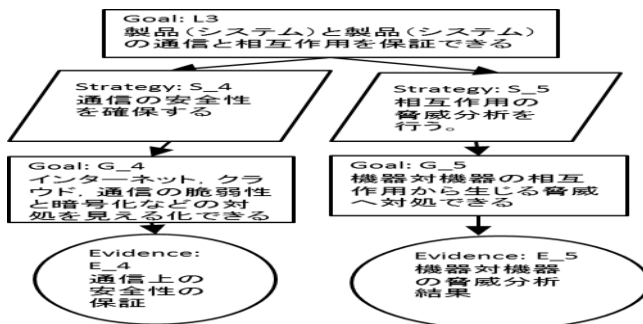 Goal: L3
製品(システム)と製品(システム)
の通信と相互作用を保証できる
Strategy: S_4
通信の安全性
を確保する
Strategy: S_5
相互作用の
脅威分析を
行う。
Goal: G_4
インターネット, クラ
ウド, 通信の脆弱性
と暗号化などの対
処を見える化できる
Goal: G_5
機器対機器の相互
作用から生じる脅威
へ対処できる
Evidence:
E_4
通信上の
安全性の
保証
Evidence: E_5
機器対機器
の脅威分析
結果